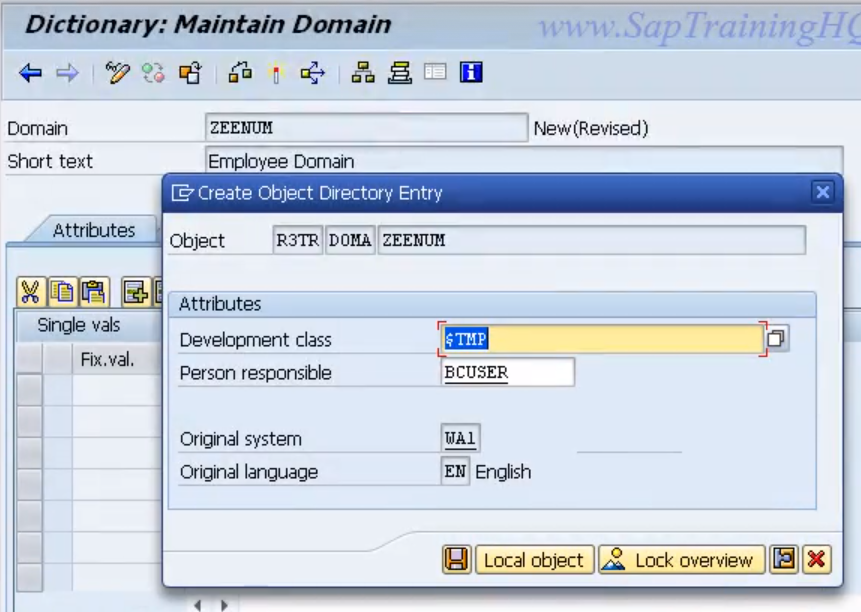 Dictionary: Maintain Domain
www.SapTrainingHQ
Domain ZEENUM New(Revised)
Short text Employee Domain
Create Object Directory Entry
Attributes
Object R3TR DOMA ZEENUM
Attributes
Single vals
Development class $TMP
Fix.val.
Person responsible BCUSER
Original system WA1
Original language EN English
Local object Lock overview